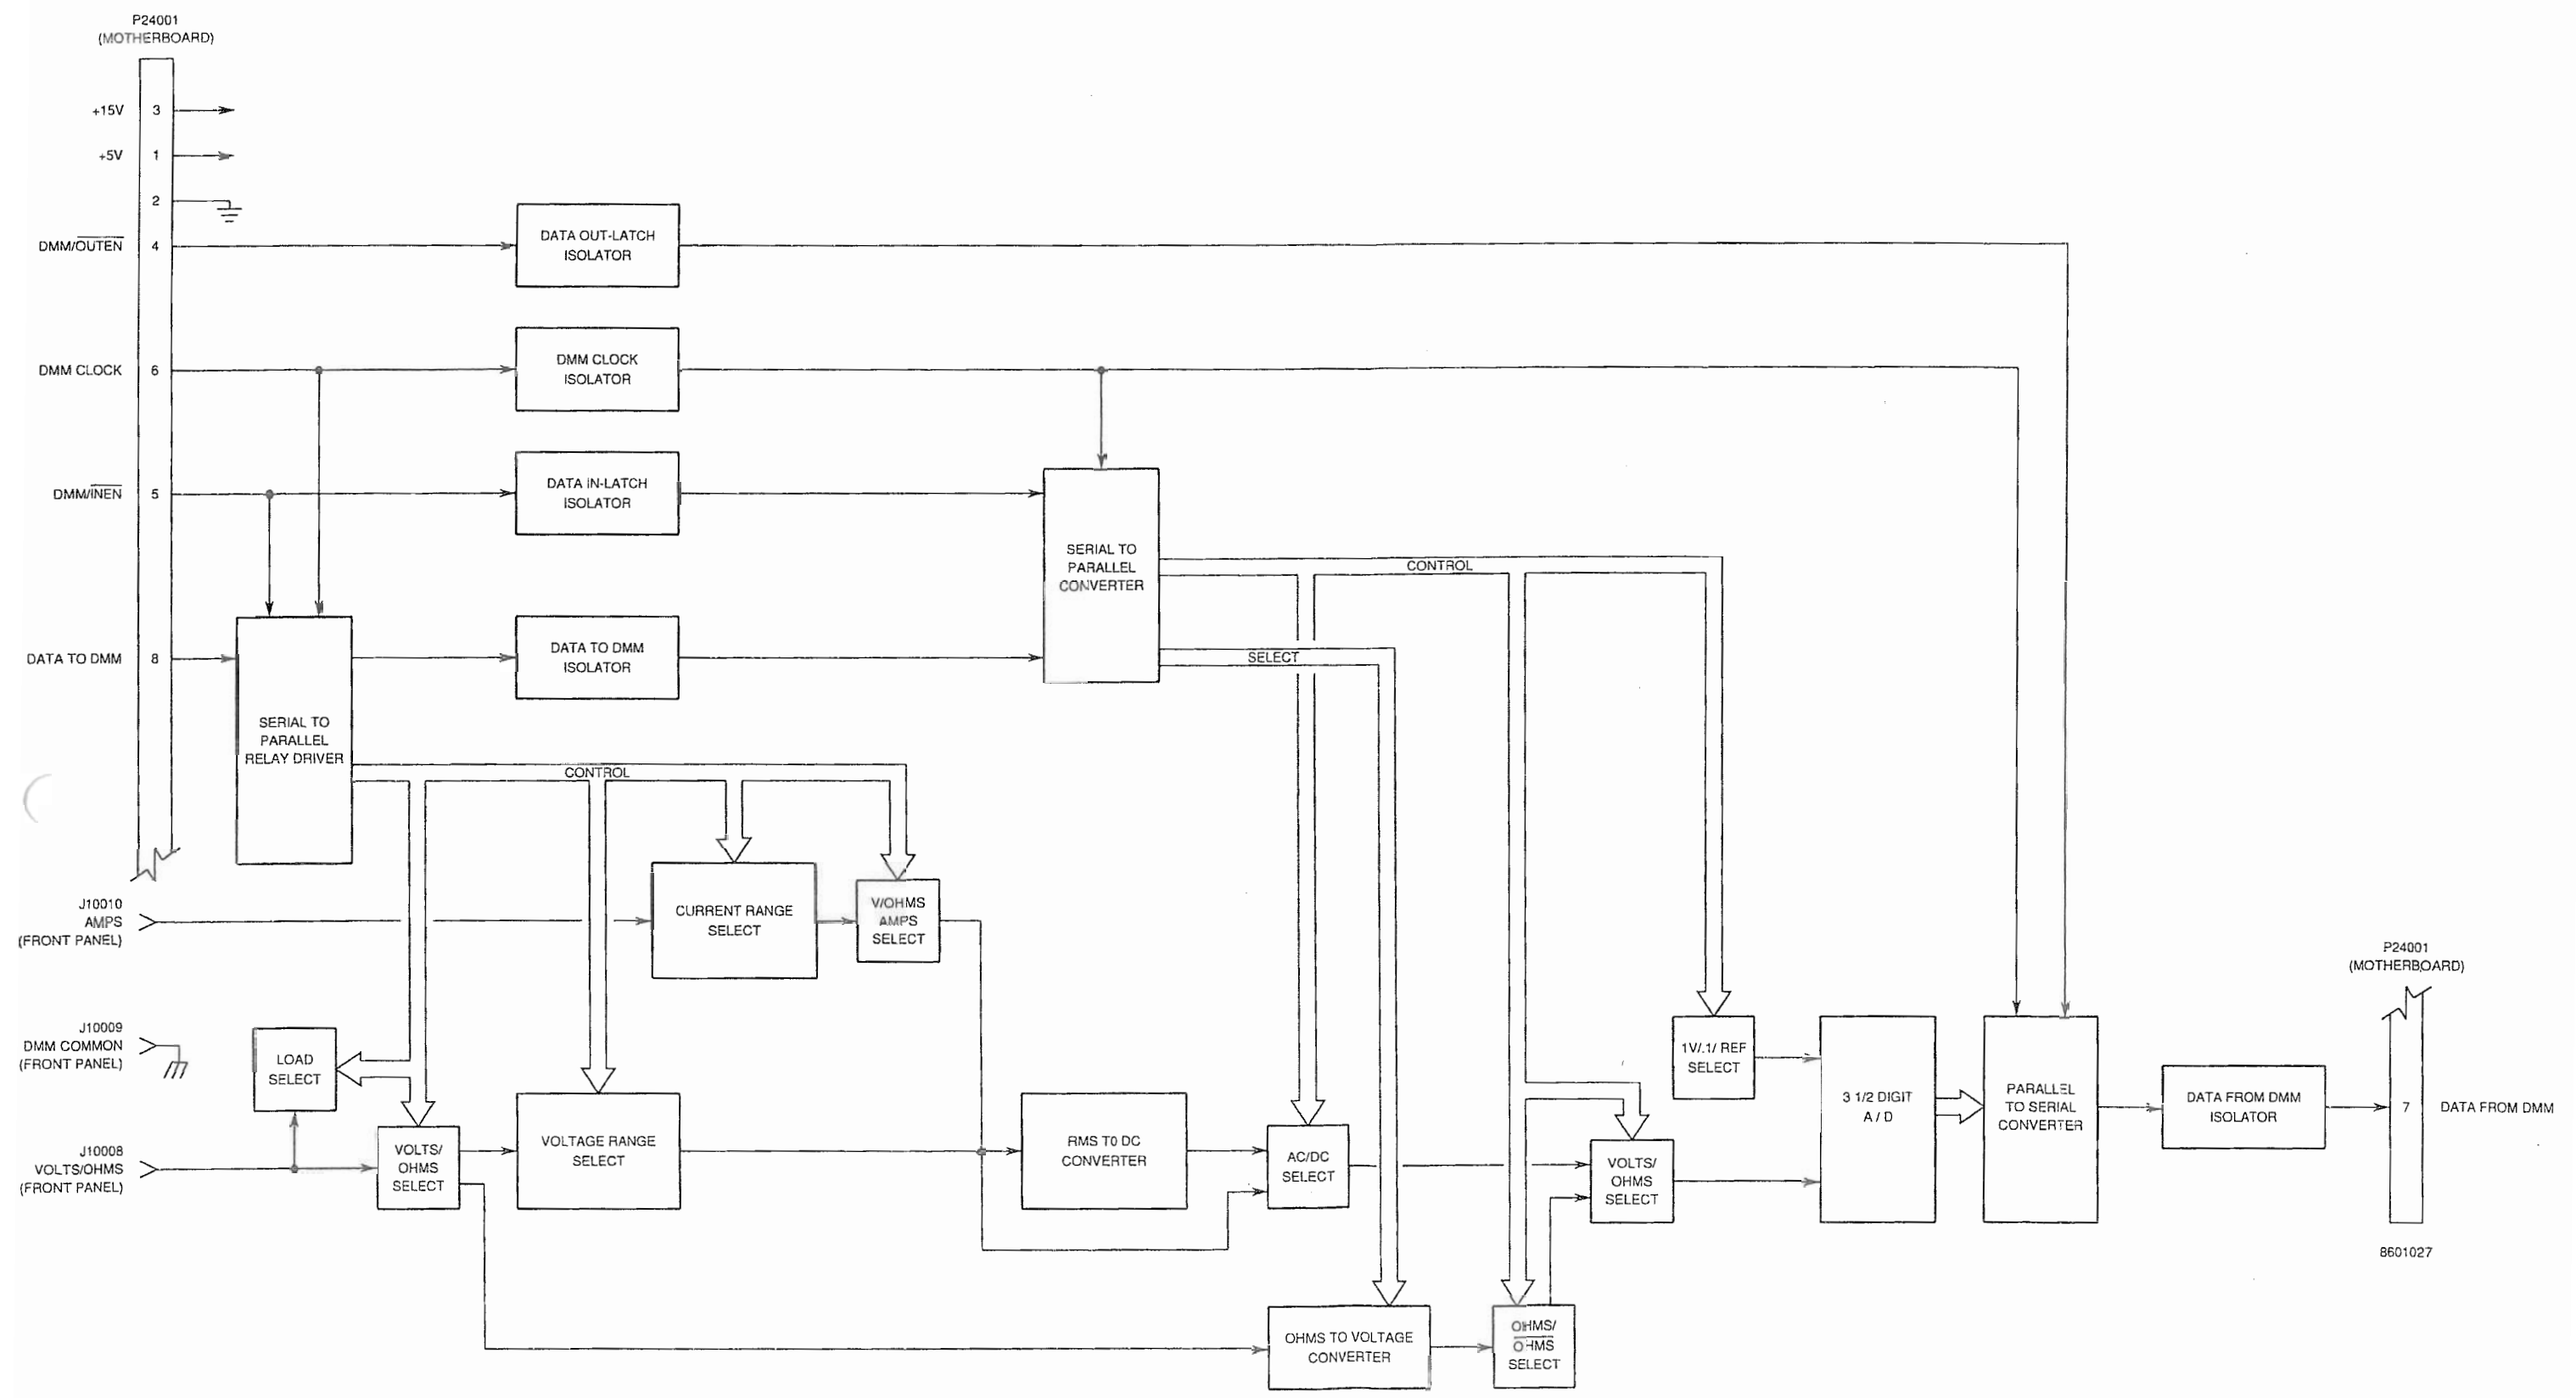 P24001
(MOTHERBOARD)
+15V
3
+5V
1
2
DMM/OUTEN
4
DATA OUT-LATCH
ISOLATOR
DMM CLOCK
6
DMM CLOCK
ISOLATOR
DMM/INEN
5
DATA IN-LATCH
ISOLATOR
SERIAL TO
PARALLEL
CONVERTER
CONTROL
DATA TO DMM
8
DATA TO DMM
ISOLATOR
SELECT
SERIAL TO
PARALLEL
RELAY DRIVER
CONTROL
J10010
AMPS
(FRONT PANEL)
CURRENT RANGE
SELECT
V/OHMS
AMPS
SELECT
J10009
DMM COMMON
(FRONT PANEL)
LOAD
SELECT
J10008
VOLTS/OHMS
(FRONT PANEL)
VOLTS/
OHMS
SELECT
VOLTAGE RANGE
SELECT
RMS T0 DC
CONVERTER
AC/DC
SELECT
VOLTS/
OHMS
SELECT
1V/.1/ REF
SELECT
3 1/2 DIGIT
A / D
PARALLEL
TO SERIAL
CONVERTER
DATA FROM DMM
ISOLATOR
P24001
(MOTHERBOARD)
7
DATA FROM DMM
8601027
OHMS TO VOLTAGE
CONVERTER
OHMS/
OHMS
SELECT